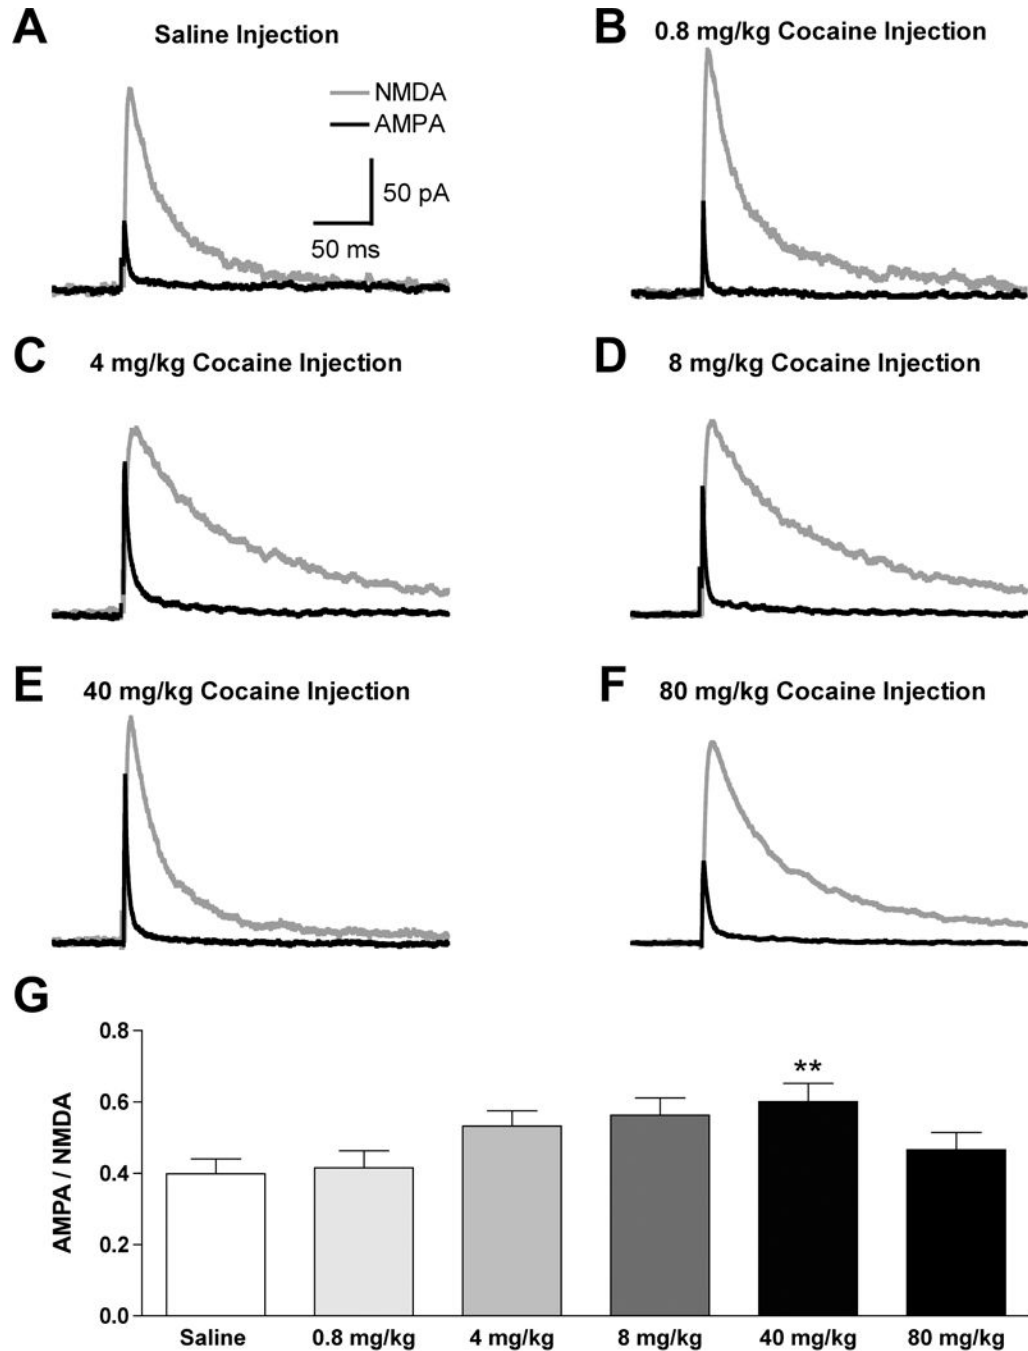 A
Saline Injection
NMDA
AMPA
50 pA
50 ms
B
0.8 mg/kg Cocaine Injection
C
4 mg/kg Cocaine Injection
D
8 mg/kg Cocaine Injection
E
40 mg/kg Cocaine Injection
F
80 mg/kg Cocaine Injection
G
AMPA / NMDA
0.8
0.6
0.4
0.2
0.0
**
Saline
0.8 mg/kg
4 mg/kg
8 mg/kg
40 mg/kg
80 mg/kg